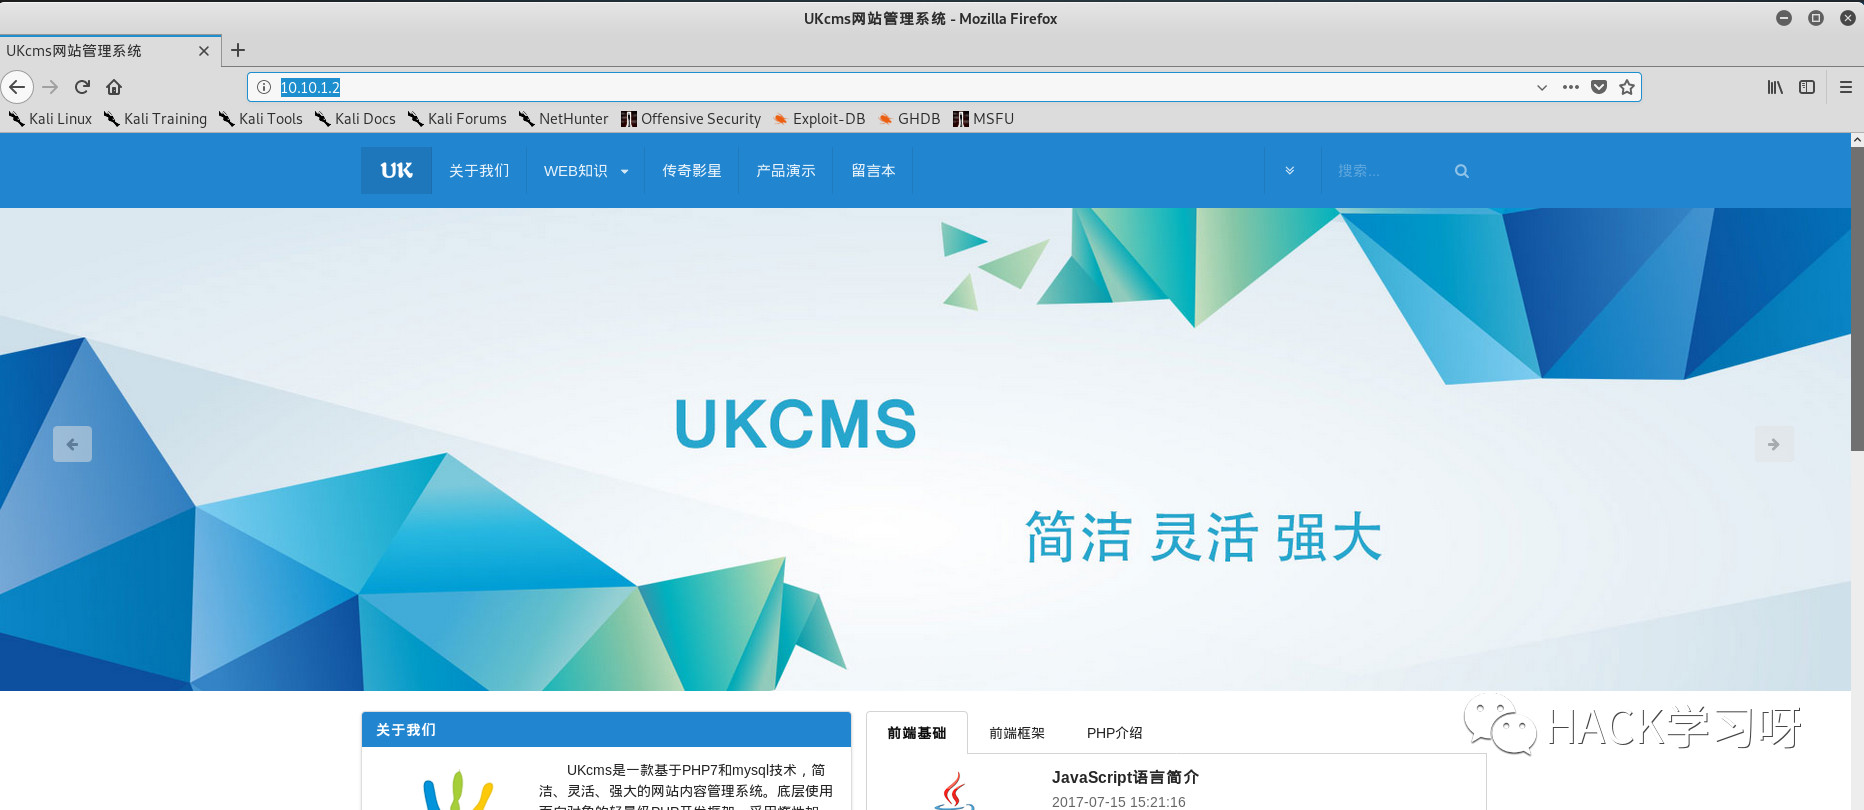 UKcms网站管理系统 - Mozilla Firefox
UKcms网站管理系统
10.10.1.2
Kali Linux Kali Training Kali Tools Kali Docs Kali Forums NetHunter Offensive Security Exploit-DB GHDB MSFU
UK 关于我们 WEB知识 传奇影星 产品演示 留言本 搜索...
UKCMS
简洁 灵活 强大
关于我们
前端基础 前端框架 PHP介绍
HACK学习呀
UKcms是一款基于PHP7和mysql技术，简
洁、灵活、强大的网站内容管理系统。底层使用
JavaScript语言简介
2017-07-15 15:21:16